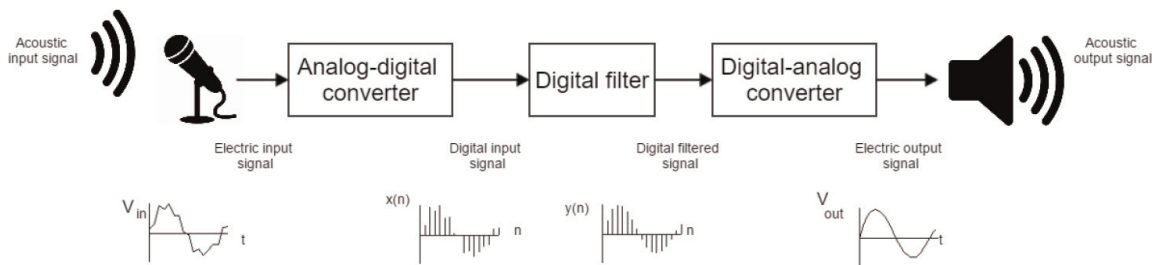 Acoustic
input signal
Analog-digital
converter
Digital filter
Digital-analog
converter
Acoustic
output signal
Electric input
signal
Digital input
signal
Digital filtered
signal
Electric output
signal
V in
t
x(n)
n
y(n)
n
V out
t